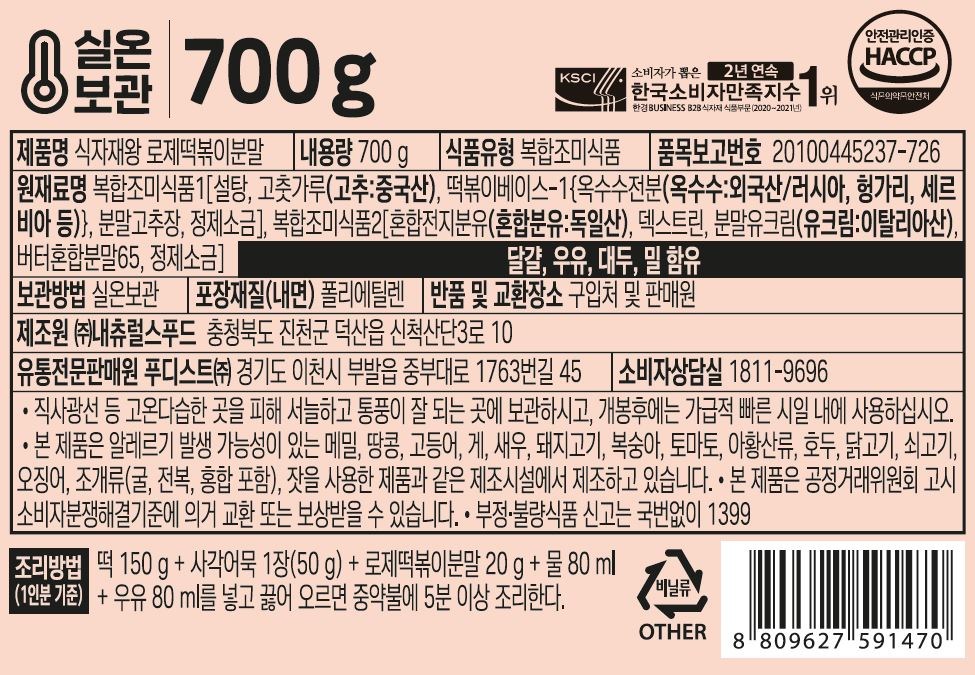 실온
보관
700 g
KSCI
소비자가 뽑은 2년 연속
한국소비자만족지수 1위
한경BUSINESS B2B식자재 식품부문(2020~2021년)
안전관리인증
HACCP
식품의약품안전처
제품명 식자재왕 로제떡볶이분말 내용량 700 g 식품유형 복합조미식품 품목보고번호 20100445237-726
원재료명 복합조미식품1[설탕, 고춧가루(고추:중국산), 떡볶이베이스-1{옥수수전분(옥수수:외국산/러시아, 헝가리, 세르
비아 등)}, 분말고추장, 정제소금], 복합조미식품2[혼합전지분유(혼합분유:독일산), 덱스트린, 분말유크림(유크림:이탈리아산),
버터혼합분말65, 정제소금] 달걀, 우유, 대두, 밀 함유
보관방법 실온보관 포장재질(내면) 폴리에틸렌 반품 및 교환장소 구입처 및 판매원
제조원 ㈜내츄럴스푸드 충청북도 진천군 덕산읍 신척산단3로 10
유통전문판매원 푸디스트㈜ 경기도 이천시 부발읍 중부대로 1763번길 45 소비자상담실 1811-9696
• 직사광선 등 고온다습한 곳을 피해 서늘하고 통풍이 잘 되는 곳에 보관하시고, 개봉후에는 가급적 빠른 시일 내에 사용하십시오.
• 본 제품은 알레르기 발생 가능성이 있는 메밀, 땅콩, 고등어, 게, 새우, 돼지고기, 복숭아, 토마토, 아황산류, 호두, 닭고기, 쇠고기,
오징어, 조개류(굴, 전복, 홍합 포함), 잣을 사용한 제품과 같은 제조시설에서 제조하고 있습니다. • 본 제품은 공정거래위원회 고시
소비자분쟁해결기준에 의거 교환 또는 보상받을 수 있습니다. • 부정·불량식품 신고는 국번없이 1399
조리방법
(1인분 기준)
떡 150 g + 사각어묵 1장(50 g) + 로제떡볶이분말 20 g + 물 80 ml
+ 우유 80 ml를 넣고 끓어 오르면 중약불에 5분 이상 조리한다.
비닐류
OTHER
8 809627 591470